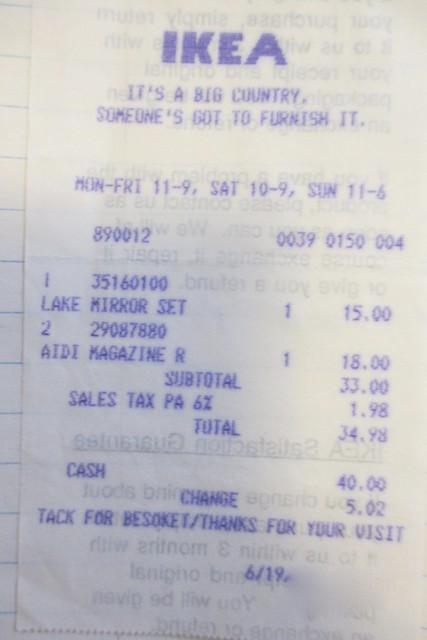 IKEA
IT'S A BIG COUNTRY.
SOMEONE'S GOT TO FURNISH IT.
MON-FRI 11-9, SAT 10-9, SUN 11-6
890012 0039 0150 004
1 35160100
LAKE MIRROR SET 1 15.00
2 29087880
AIDI MAGAZINE R 1 18.00
SUBTOTAL 33.00
SALES TAX PA 6% 1.98
TOTAL 34.98
CASH 40.00
CHANGE 5.02
TACK FOR BESOKET/THANKS FOR YOUR VISIT
6/19,